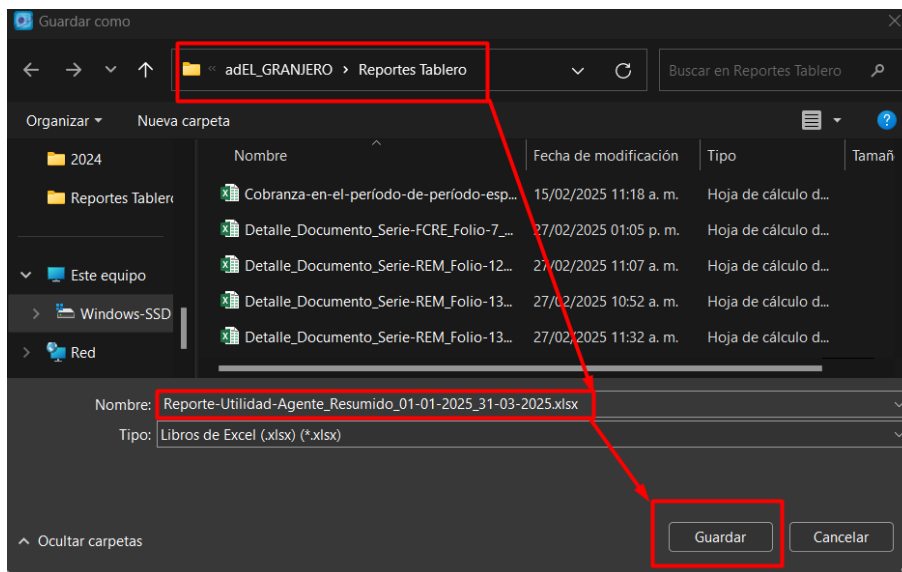 Guardar como
« adEL_GRANJERO > Reportes Tablero
Buscar en Reportes Tablero
Organizar Nueva carpeta
Nombre Fecha de modificación Tipo Tamañ
2024
Reportes Tablero
Este equipo
Windows-SSD
Red
Cobranza-en-el-período-de-período-esp... 15/02/2025 11:18 a. m. Hoja de cálculo d...
Detalle_Documento_Serie-FCRE_Folio-7_... 27/02/2025 01:05 p. m. Hoja de cálculo d...
Detalle_Documento_Serie-REM_Folio-12... 27/02/2025 11:07 a. m. Hoja de cálculo d...
Detalle_Documento_Serie-REM_Folio-13... 27/02/2025 10:52 a. m. Hoja de cálculo d...
Detalle_Documento_Serie-REM_Folio-13... 27/02/2025 11:32 a. m. Hoja de cálculo d...
Nombre: Reporte-Utilidad-Agente_Resumido_01-01-2025_31-03-2025.xlsx
Tipo: Libros de Excel (.xlsx) (*.xlsx)
Ocultar carpetas
Guardar Cancelar